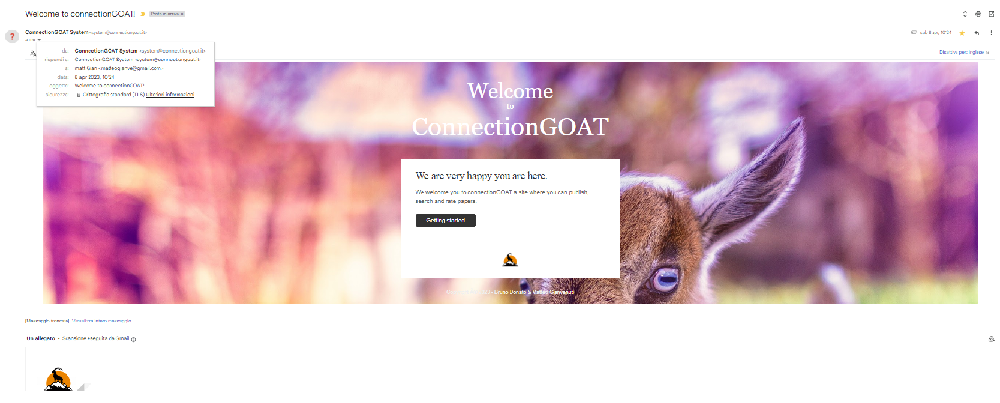 Welcome to connectionGOAT!
Posta in arrivo ×
ConnectionGOAT System <system@connectiongoat.it>
sab 8 apr, 10:24
a me
da: ConnectionGOAT System <system@connectiongoat.it>
rispondi a: ConnectionGOAT System <system@connectiongoat.it>
a: matt Gian <matteogianve@gmail.com>
data: 8 apr 2023, 10:24
oggetto: Welcome to connectionGOAT!
sicurezza: Crittografia standard (TLS) Ulteriori informazioni
Disattiva per: inglese ×
Welcome
to
ConnectionGOAT
We are very happy you are here.
We welcome you to connectionGOAT a site where you can publish,
search and rate papers.
Getting started
- Bruno Donato & Matteo Gianvenuti
...
[Messaggio troncato] Visualizza intero messaggio
Un allegato • Scansione eseguita da Gmail